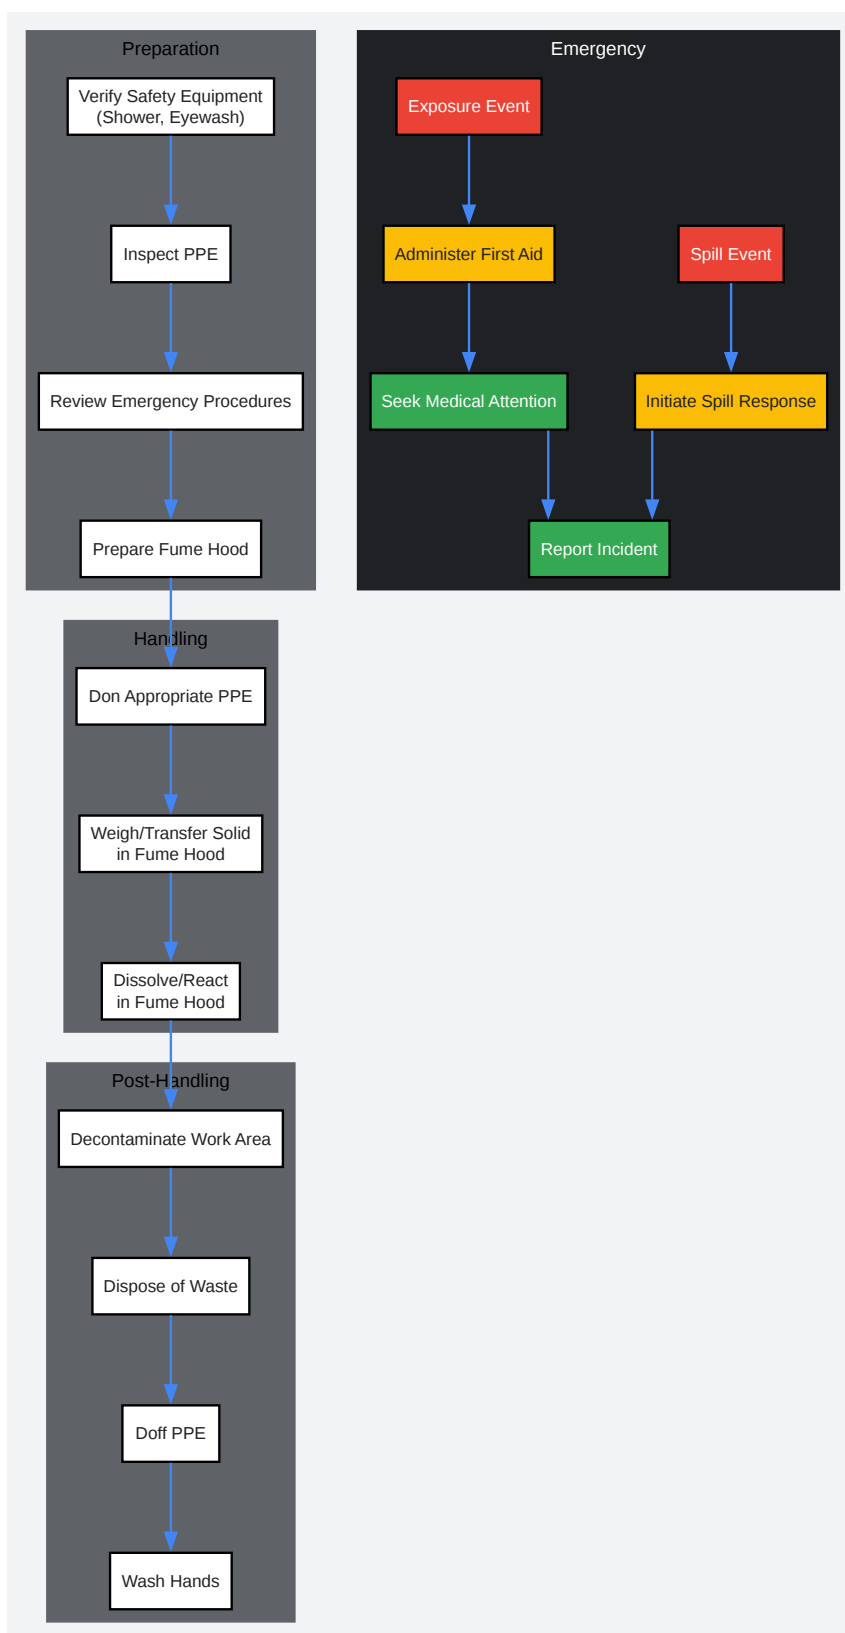 Preparation
Verify Safety Equipment
(Shower, Eyewash)
Inspect PPE
Review Emergency Procedures
Prepare Fume Hood
Emergency
Exposure Event
Administer First Aid
Spill Event
Seek Medical Attention
Initiate Spill Response
Report Incident
Handling
Don Appropriate PPE
Weigh/Transfer Solid
in Fume Hood
Dissolve/React
in Fume Hood
Post-Handling
Decontaminate Work Area
Dispose of Waste
Doff PPE
Wash Hands